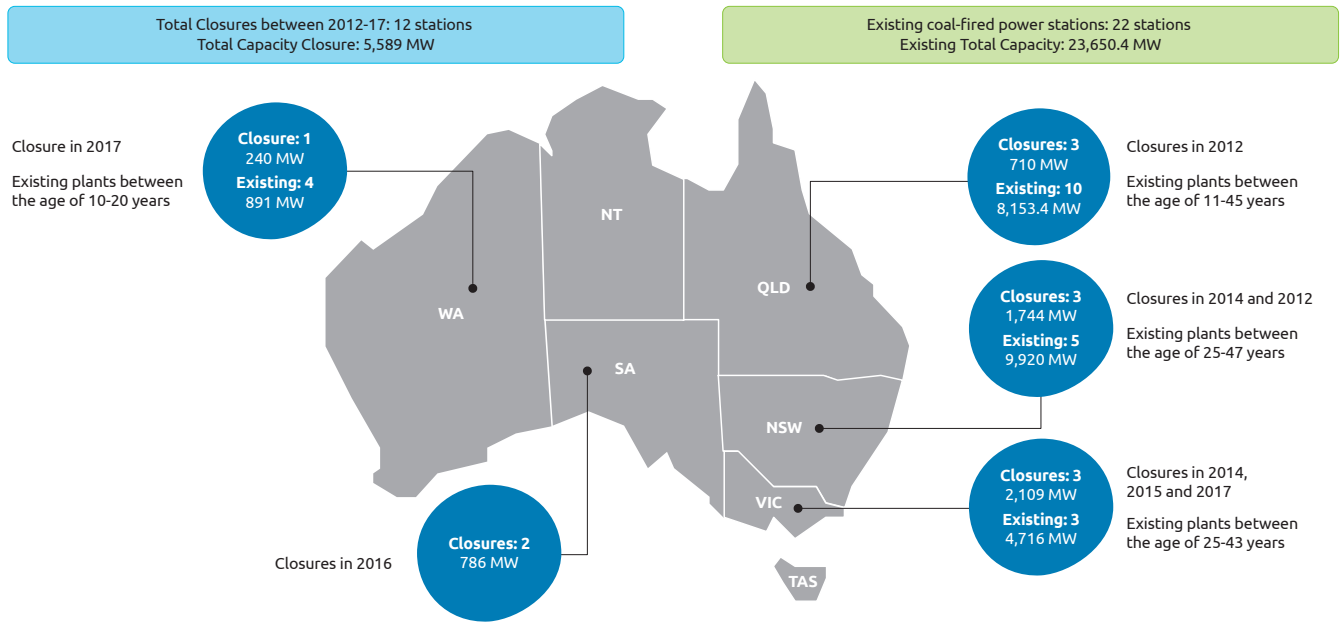 Total Closures between 2012-17: 12 stations
Total Capacity Closure: 5,589 MW
Existing coal-fired power stations: 22 stations
Existing Total Capacity: 23,650.4 MW
Closure in 2017
Existing plants between
the age of 10-20 years
Closure: 1
240 MW
Existing: 4
891 MW
Closures: 3
710 MW
Existing: 10
8,153.4 MW
Closures in 2012
Existing plants between
the age of 11-45 years
NT
QLD
WA
SA
NSW
VIC
TAS
Closures: 3
1,744 MW
Existing: 5
9,920 MW
Closures in 2014 and 2012
Existing plants between
the age of 25-47 years
Closures: 3
2,109 MW
Existing: 3
4,716 MW
Closures in 2014,
2015 and 2017
Existing plants between
the age of 25-43 years
Closures in 2016
Closures: 2
786 MW